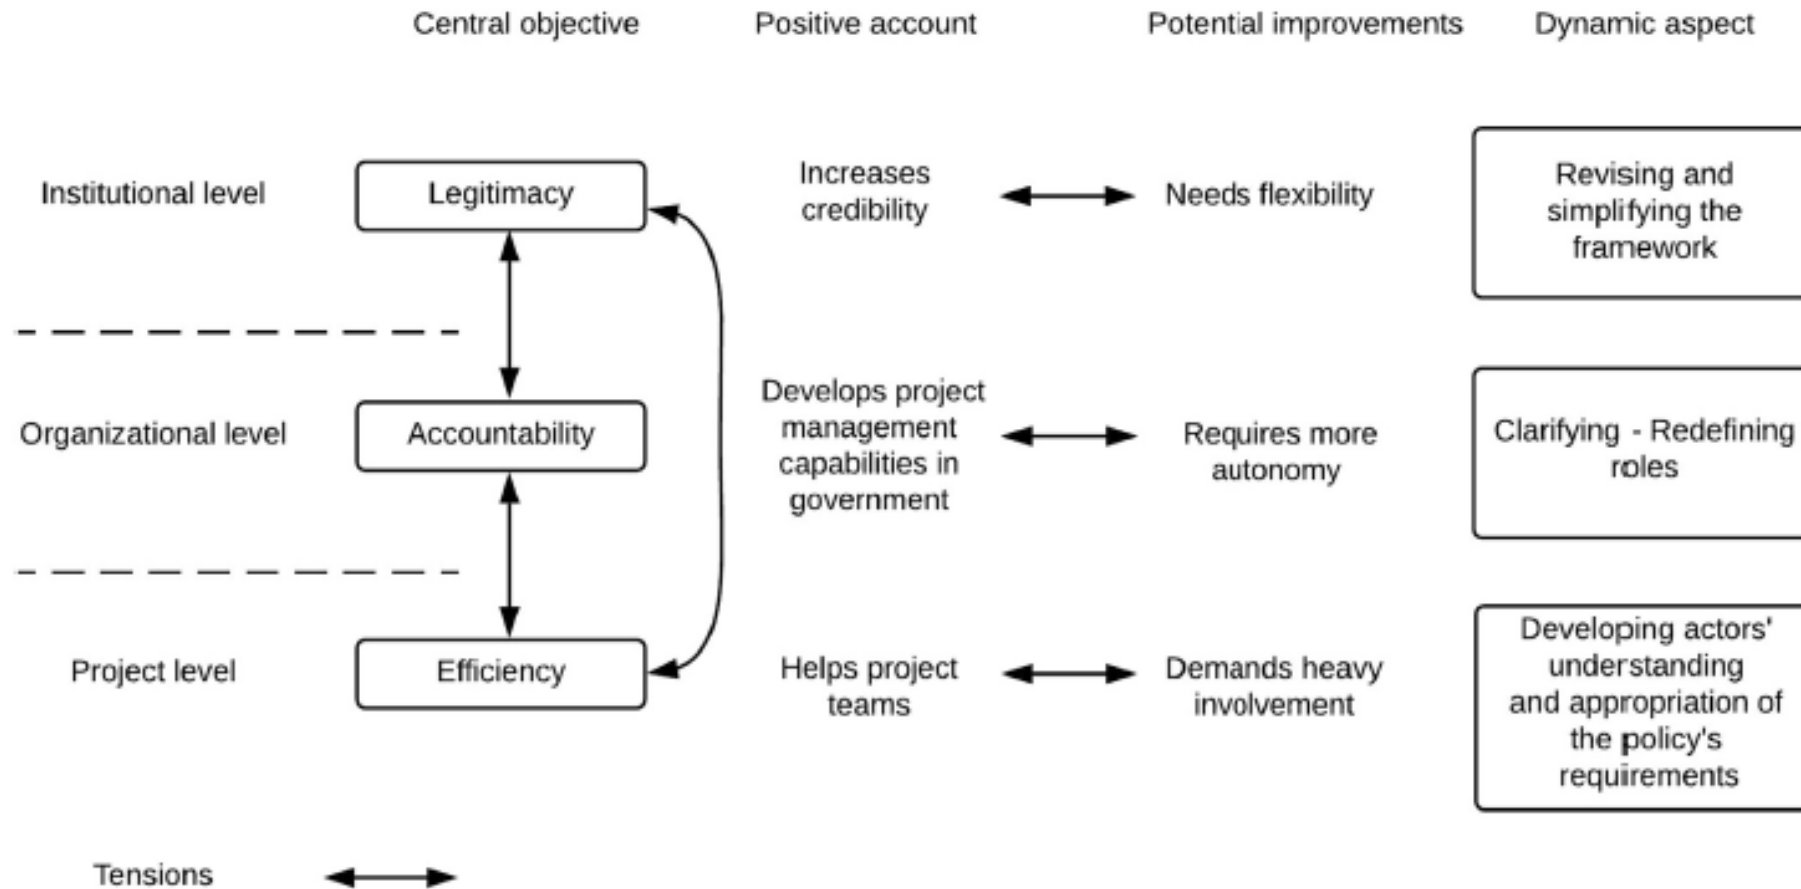 Central objective
Positive account
Potential improvements
Dynamic aspect
Institutional level
Legitimacy
Increases
credibility
Needs flexibility
Revising and
simplifying the
framework
Organizational level
Accountability
Develops project
management
capabilities in
government
Requires more
autonomy
Clarifying - Redefining
roles
Project level
Efficiency
Helps project
teams
Demands heavy
involvement
Developing actors'
understanding
and appropriation of
the policy's
requirements
Tensions